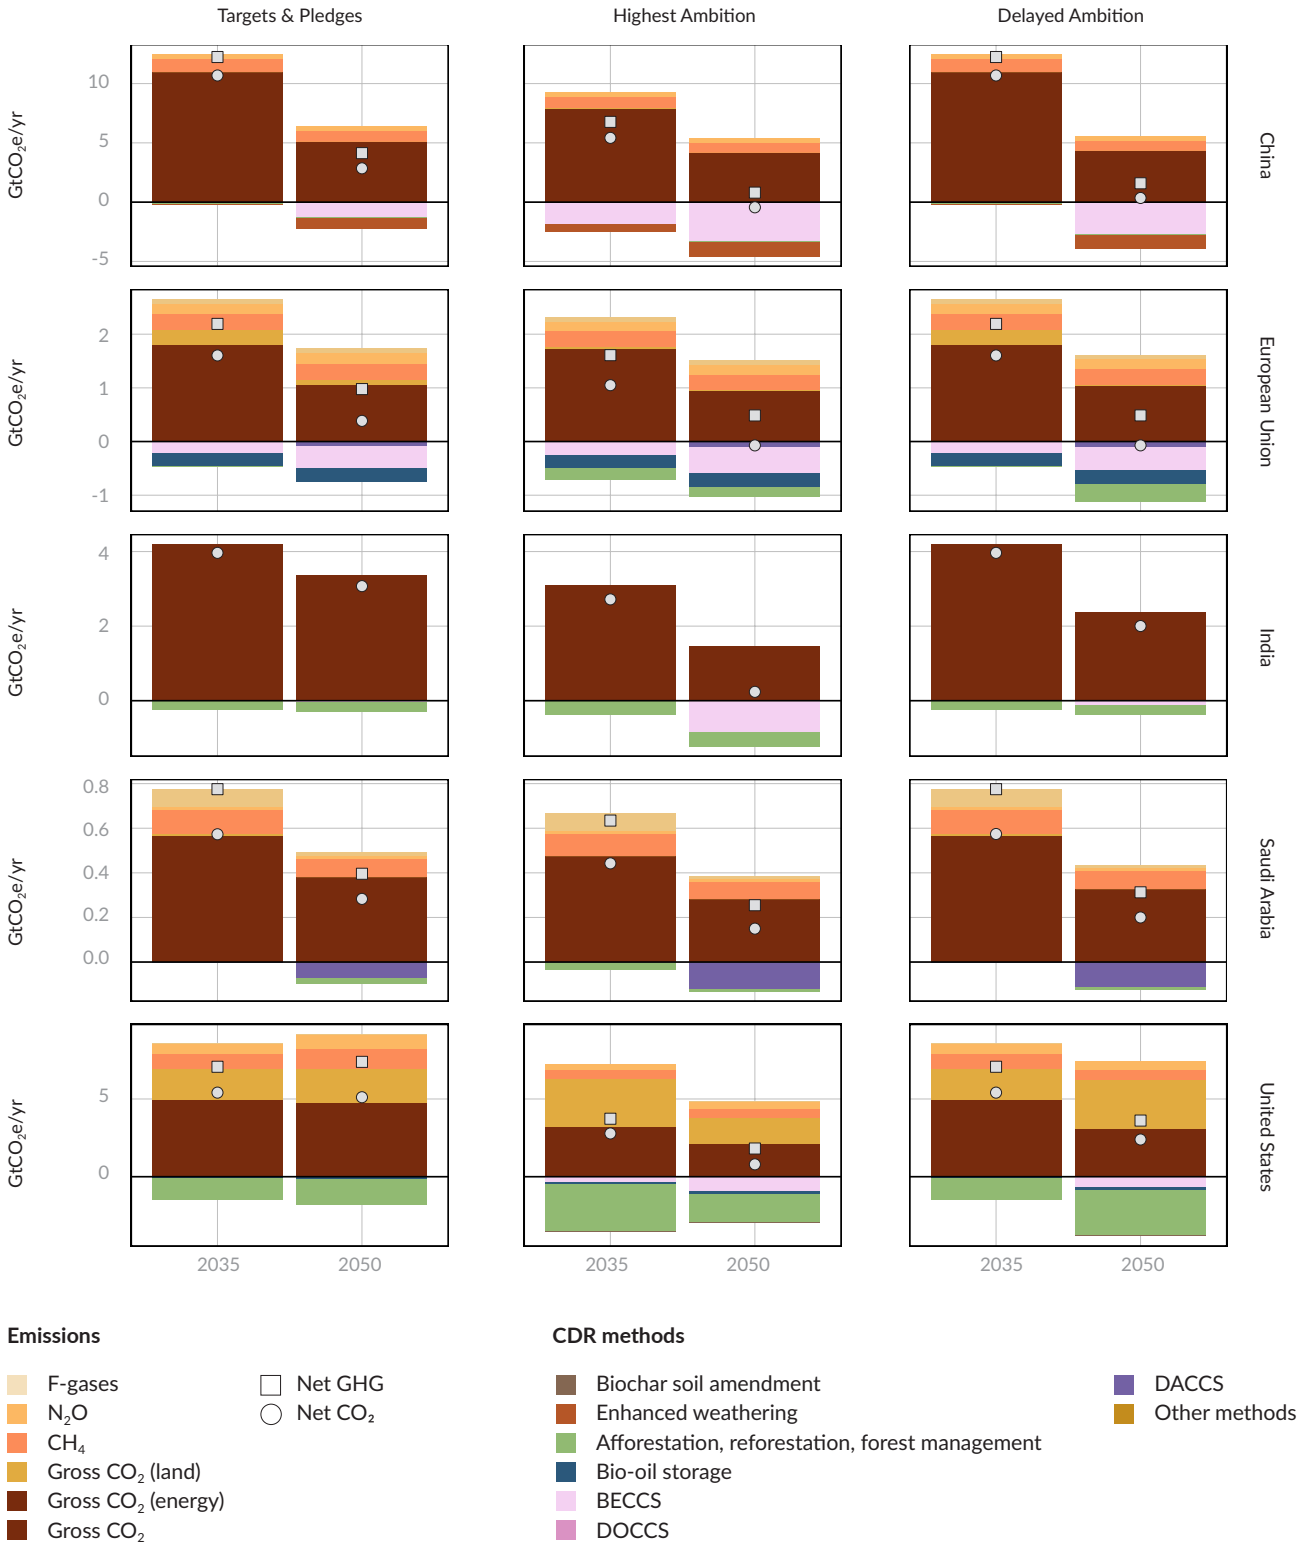 Targets & Pledges
Highest Ambition
Delayed Ambition
GtCO₂e/yr
10
5
0
-5
China
GtCO₂e/yr
2
1
0
-1
European Union
GtCO₂e/yr
4
2
0
India
GtCO₂e/yr
0.8
0.6
0.4
0.2
0.0
Saudi Arabia
GtCO₂e/yr
5
0
United States
2035 2050 2035 2050 2035 2050
Emissions
F-gases
N₂O
CH₄
Gross CO₂ (land)
Gross CO₂ (energy)
Gross CO₂
Net GHG
Net CO₂
CDR methods
Biochar soil amendment
Enhanced weathering
Afforestation, reforestation, forest management
Bio-oil storage
BECCS
DOCCS
DACCS
Other methods